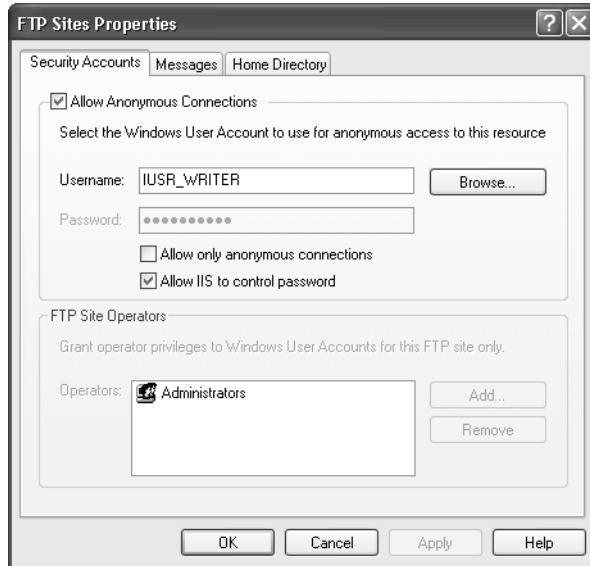 FTP Sites Properties
Security Accounts Messages Home Directory
Allow Anonymous Connections
Select the Windows User Account to use for anonymous access to this resource
Username: IUSR_WRITER Browse...
Password: ••••••••••
Allow only anonymous connections
Allow IIS to control password
FTP Site Operators
Grant operator privileges to Windows User Accounts for this FTP site only.
Operators: Administrators Add...
Remove
OK Cancel Apply Help